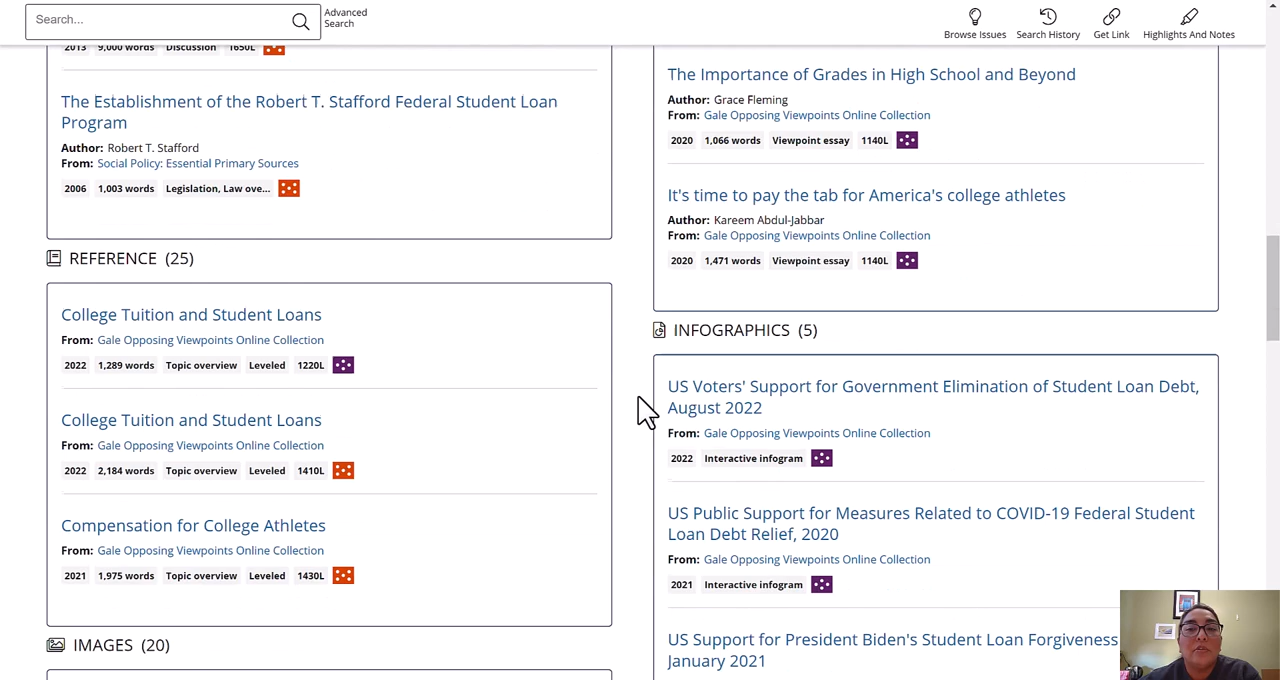 Search...
Advanced
Search
Browse Issues
Search History
Get Link
Highlights And Notes
2013 9,000 words Discussion 1650L
The Establishment of the Robert T. Stafford Federal Student Loan
Program
Author: Robert T. Stafford
From: Social Policy: Essential Primary Sources
2006 1,003 words Legislation, Law ove...
REFERENCE (25)
College Tuition and Student Loans
From: Gale Opposing Viewpoints Online Collection
2022 1,289 words Topic overview Leveled 1220L
College Tuition and Student Loans
From: Gale Opposing Viewpoints Online Collection
2022 2,184 words Topic overview Leveled 1410L
Compensation for College Athletes
From: Gale Opposing Viewpoints Online Collection
2021 1,975 words Topic overview Leveled 1430L
IMAGES (20)
The Importance of Grades in High School and Beyond
Author: Grace Fleming
From: Gale Opposing Viewpoints Online Collection
2020 1,066 words Viewpoint essay 1140L
It's time to pay the tab for America's college athletes
Author: Kareem Abdul-Jabbar
From: Gale Opposing Viewpoints Online Collection
2020 1,471 words Viewpoint essay 1140L
INFOGRAPHICS (5)
US Voters' Support for Government Elimination of Student Loan Debt,
August 2022
From: Gale Opposing Viewpoints Online Collection
2022 Interactive infogram
US Public Support for Measures Related to COVID-19 Federal Student
Loan Debt Relief, 2020
From: Gale Opposing Viewpoints Online Collection
2021 Interactive infogram
US Support for President Biden's Student Loan Forgiveness
January 2021